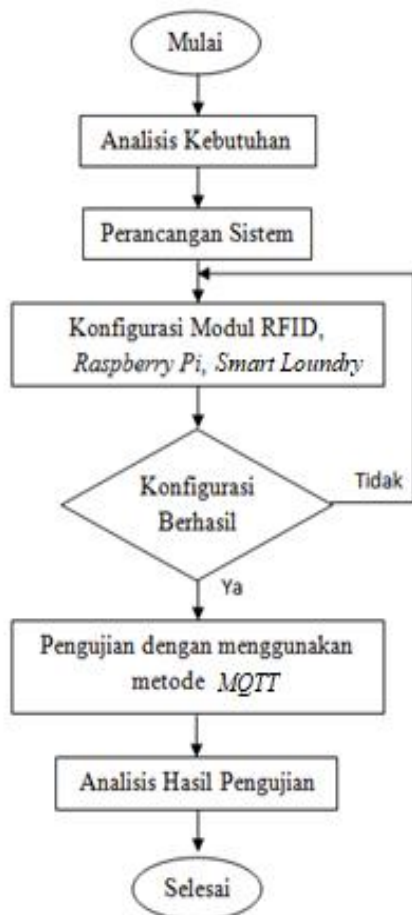 Mulai
Analisis Kebutuhan
Perancangan Sistem
Konfigurasi Modul RFID,
Raspberry Pi, Smart Loundry
Konfigurasi
Berhasil
Tidak
Ya
Pengujian dengan menggunakan
metode MQTT
Analisis Hasil Pengujian
Selesai